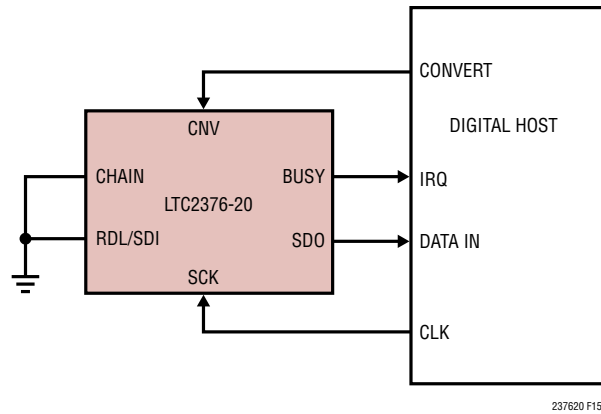 CONVERT
CNV
DIGITAL HOST
CHAIN
BUSY
IRQ
LTC2376-20
RDL/SDI
SDO
DATA IN
SCK
CLK
237620 F15